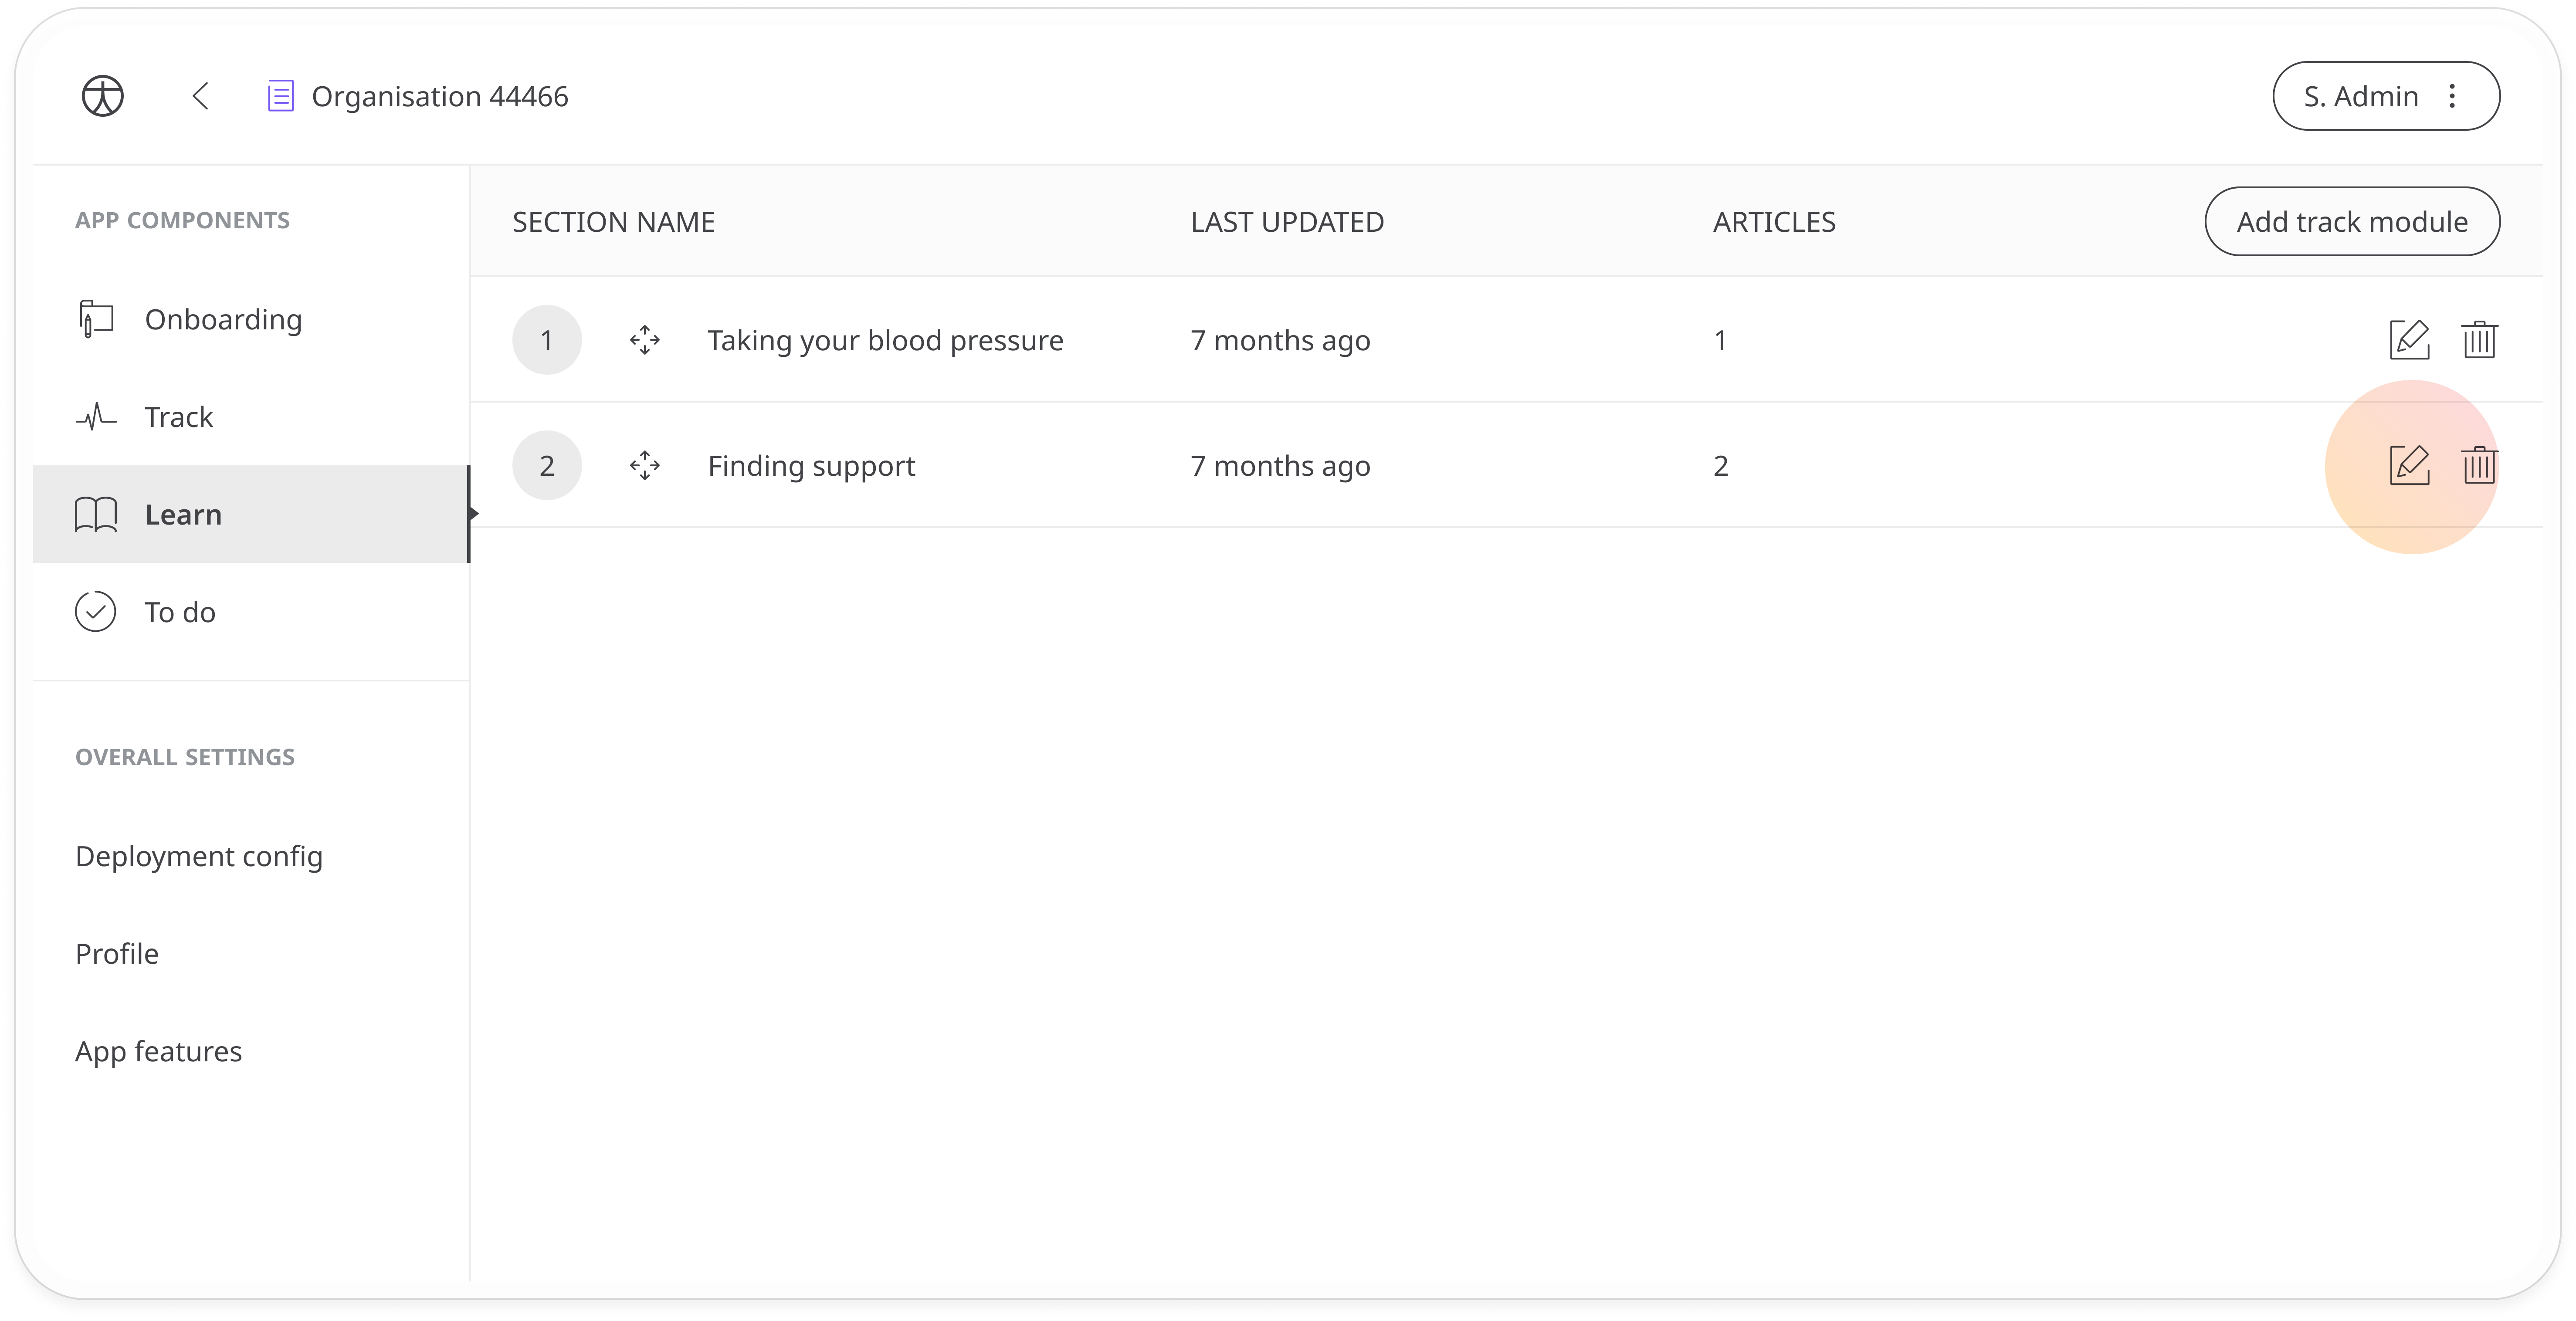 Organisation 44466
S. Admin
APP COMPONENTS
Onboarding
Track
Learn
To do
OVERALL SETTINGS
Deployment config
Profile
App features
SECTION NAME LAST UPDATED ARTICLES Add track module
1 Taking your blood pressure 7 months ago 1
2 Finding support 7 months ago 2